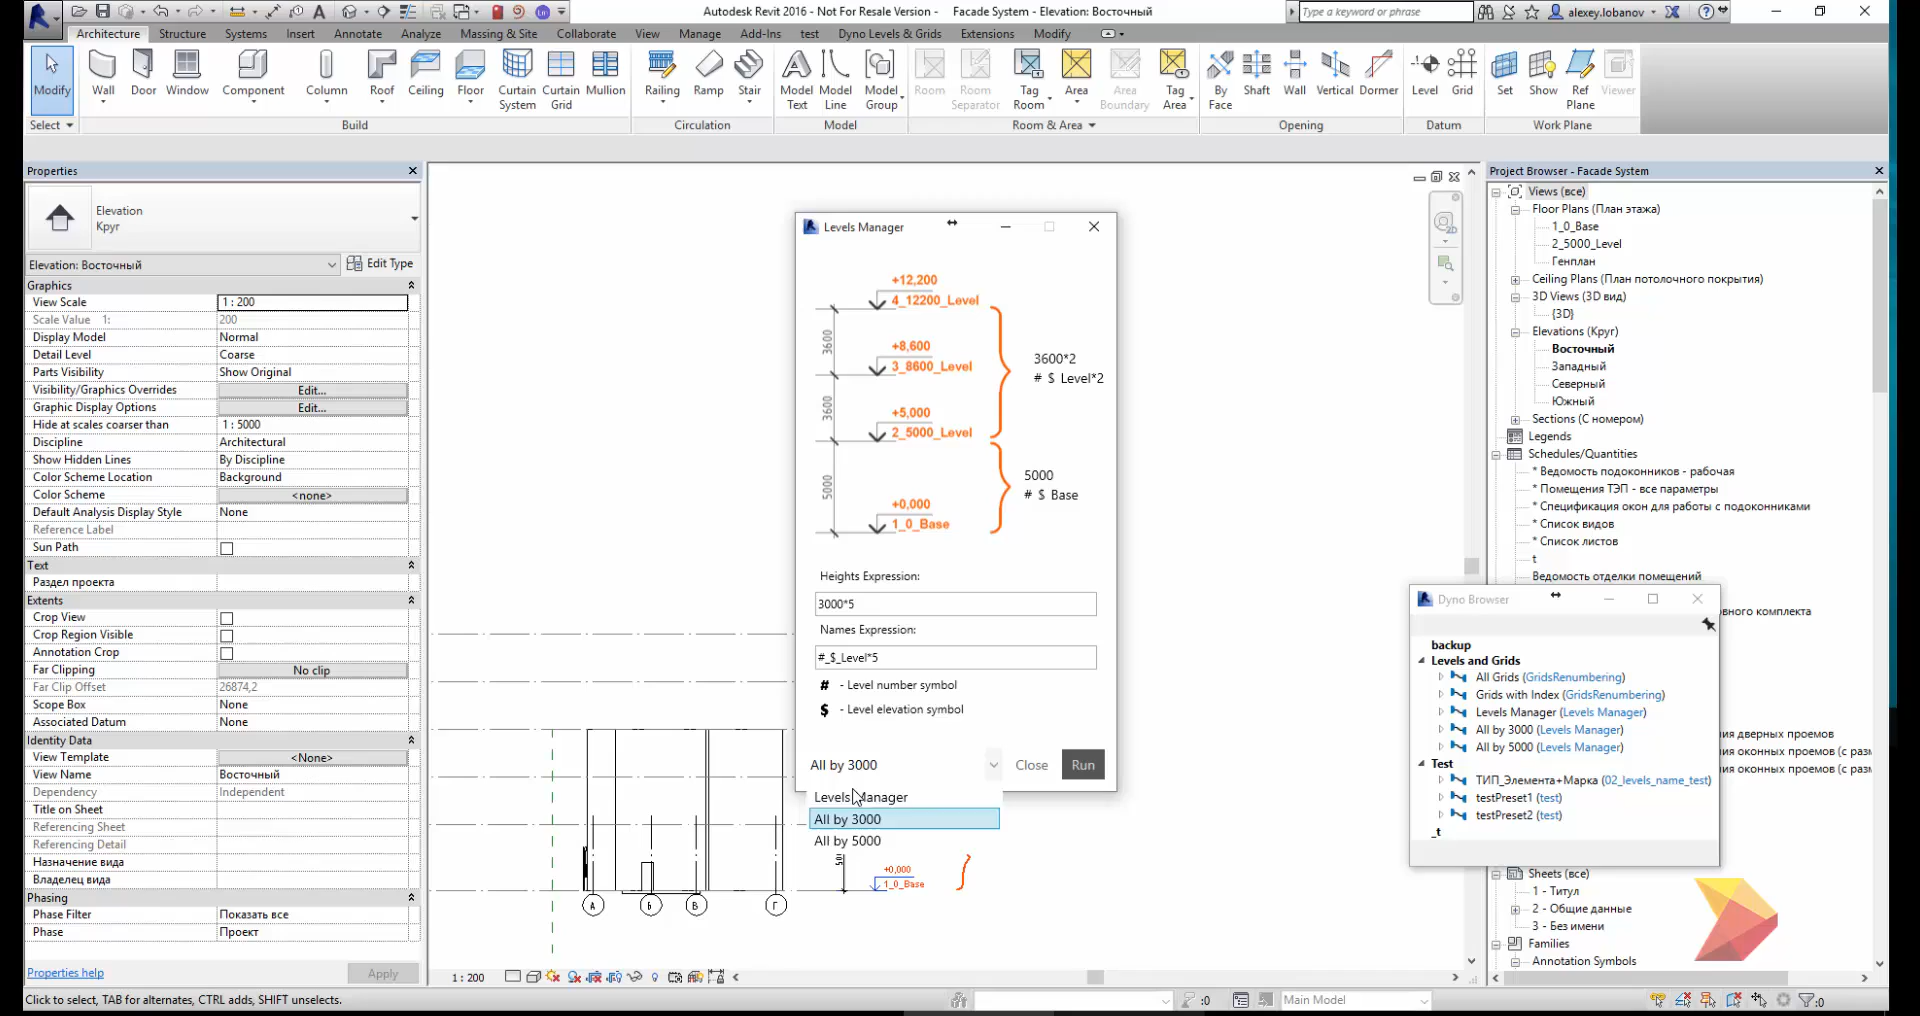 Autodesk Revit 2016 - Not For Resale Version - Facade System - Elevation: Восточный
Type a keyword or phrase
alexey.lobanov
Architecture Structure Systems Insert Annotate Analyze Massing & Site Collaborate View Manage Add-Ins test Dyno Levels & Grids Extensions Modify
Modify Wall Door Window Component Column Roof Ceiling Floor Curtain System Curtain Grid Mullion Railing Ramp Stair Model Text Model Line Model Group Room Room Separator Tag Room Area Area Boundary Tag Area By Face Shaft Wall Vertical Dormer Level Grid Set Show Ref Plane Viewer
Select Build Circulation Model Room & Area Opening Datum Work Plane
Properties
Elevation
Круг
Elevation: Восточный Edit Type
Graphics
View Scale 1 : 200
Scale Value 1: 200
Display Model Normal
Detail Level Coarse
Parts Visibility Show Original
Visibility/Graphics Overrides Edit...
Graphic Display Options Edit...
Hide at scales coarser than 1 : 5000
Discipline Architectural
Show Hidden Lines By Discipline
Color Scheme Location Background
Color Scheme <none>
Default Analysis Display Style None
Reference Label
Sun Path
Text
Раздел проекта
Extents
Crop View
Crop Region Visible
Annotation Crop
Far Clipping No clip
Far Clip Offset 26874,2
Scope Box None
Associated Datum None
Identity Data
View Template <None>
View Name Восточный
Dependency Independent
Title on Sheet
Referencing Sheet
Referencing Detail
Назначение вида
Владелец вида
Phasing
Phase Filter Показать все
Phase Проект
Properties help Apply
Levels Manager
+12,200
4_12200_Level
3600
+8,600
3_8600_Level
3600*2
# $ Level*2
3600
+5,000
2_5000_Level
5000
5000
# $ Base
+0,000
1_0_Base
Heights Expression:
3000*5
Names Expression:
#_$_Level*5
# - Level number symbol
$ - Level elevation symbol
All by 3000 Close Run
Levels Manager
All by 3000
All by 5000
+0,000
1_0_Base
А Б В Г
1 : 200
Project Browser - Facade System
Views (все)
Floor Plans (План этажа)
1_0_Base
2_5000_Level
Генплан
Ceiling Plans (План потолочного покрытия)
3D Views (3D вид)
{3D}
Elevations (Круг)
Восточный
Западный
Северный
Южный
Sections (С номером)
Legends
Schedules/Quantities
* Ведомость подоконников - рабочая
* Помещения ТЭП - все параметры
* Спецификация окон для работы с подоконниками
* Список видов
* Список листов
t
Ведомость отделки помещений
вного комплекта
ия дверных проемов
ия оконных проемов (с разм
ия оконных проемов (с разм
Dyno Browser
backup
Levels and Grids
All Grids (GridsRenumbering)
Grids with Index (GridsRenumbering)
Levels Manager (Levels Manager)
All by 3000 (Levels Manager)
All by 5000 (Levels Manager)
Test
ТИП_Элемента+Марка (02_levels_name_test)
testPreset1 (test)
testPreset2 (test)
_t
Sheets (все)
1 - Титул
2 - Общие данные
3 - Без имени
Families
Annotation Symbols
Click to select, TAB for alternates, CTRL adds, SHIFT unselects.
:0
Main Model
:0